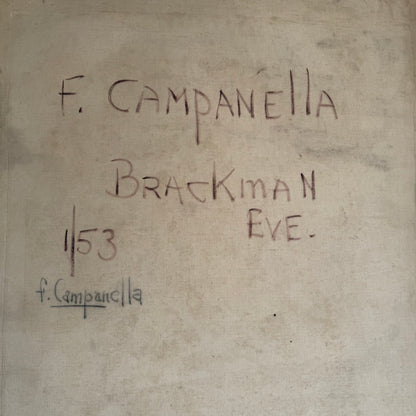 F. CAMPANEllA
BRACKMAN
EVE.
1/53
f. Campanella